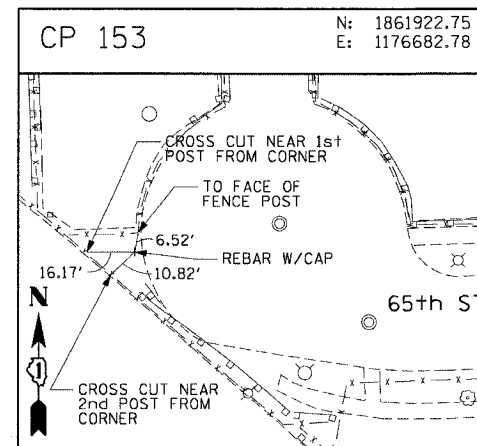 CP 153
N: 1861922.75
E: 1176682.78
CROSS CUT NEAR 1st
POST FROM CORNER
TO FACE OF
FENCE POST
6.52'
REBAR W/CAP
16.17'
10.82'
65th ST
N
1
CROSS CUT NEAR
2nd POST FROM
CORNER